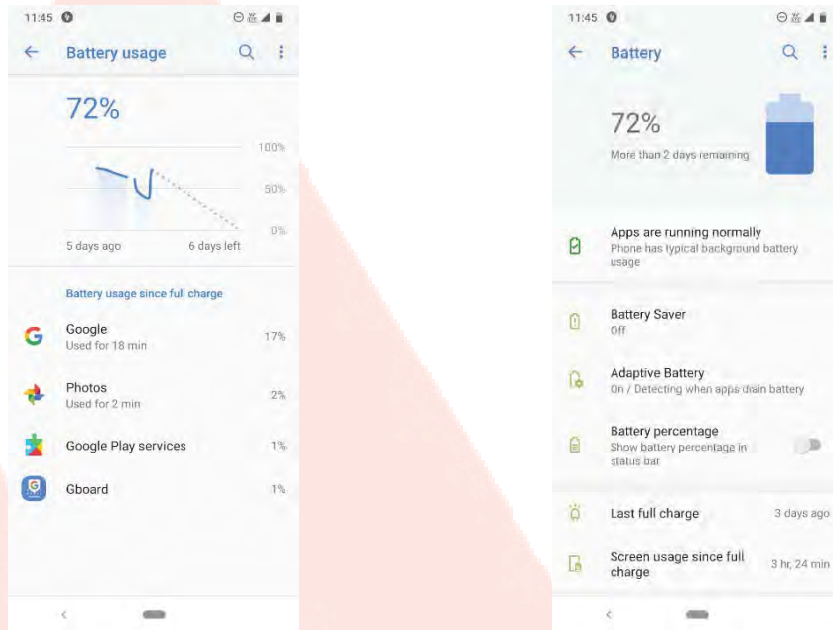 11:45
Battery usage
72%
100%
50%
0%
5 days ago 6 days left
Battery usage since full charge
Google
Used for 18 min
17%
Photos
Used for 2 min
2%
Google Play services
1%
Gboard
1%
11:45
Battery
72%
More than 2 days remaining
Apps are running normally
Phone has typical background battery
usage
Battery Saver
Off
Adaptive Battery
On / Detecting when apps drain battery
Battery percentage
Show battery percentage in
status bar
Last full charge
3 days ago
Screen usage since full
charge
3 hr, 24 min